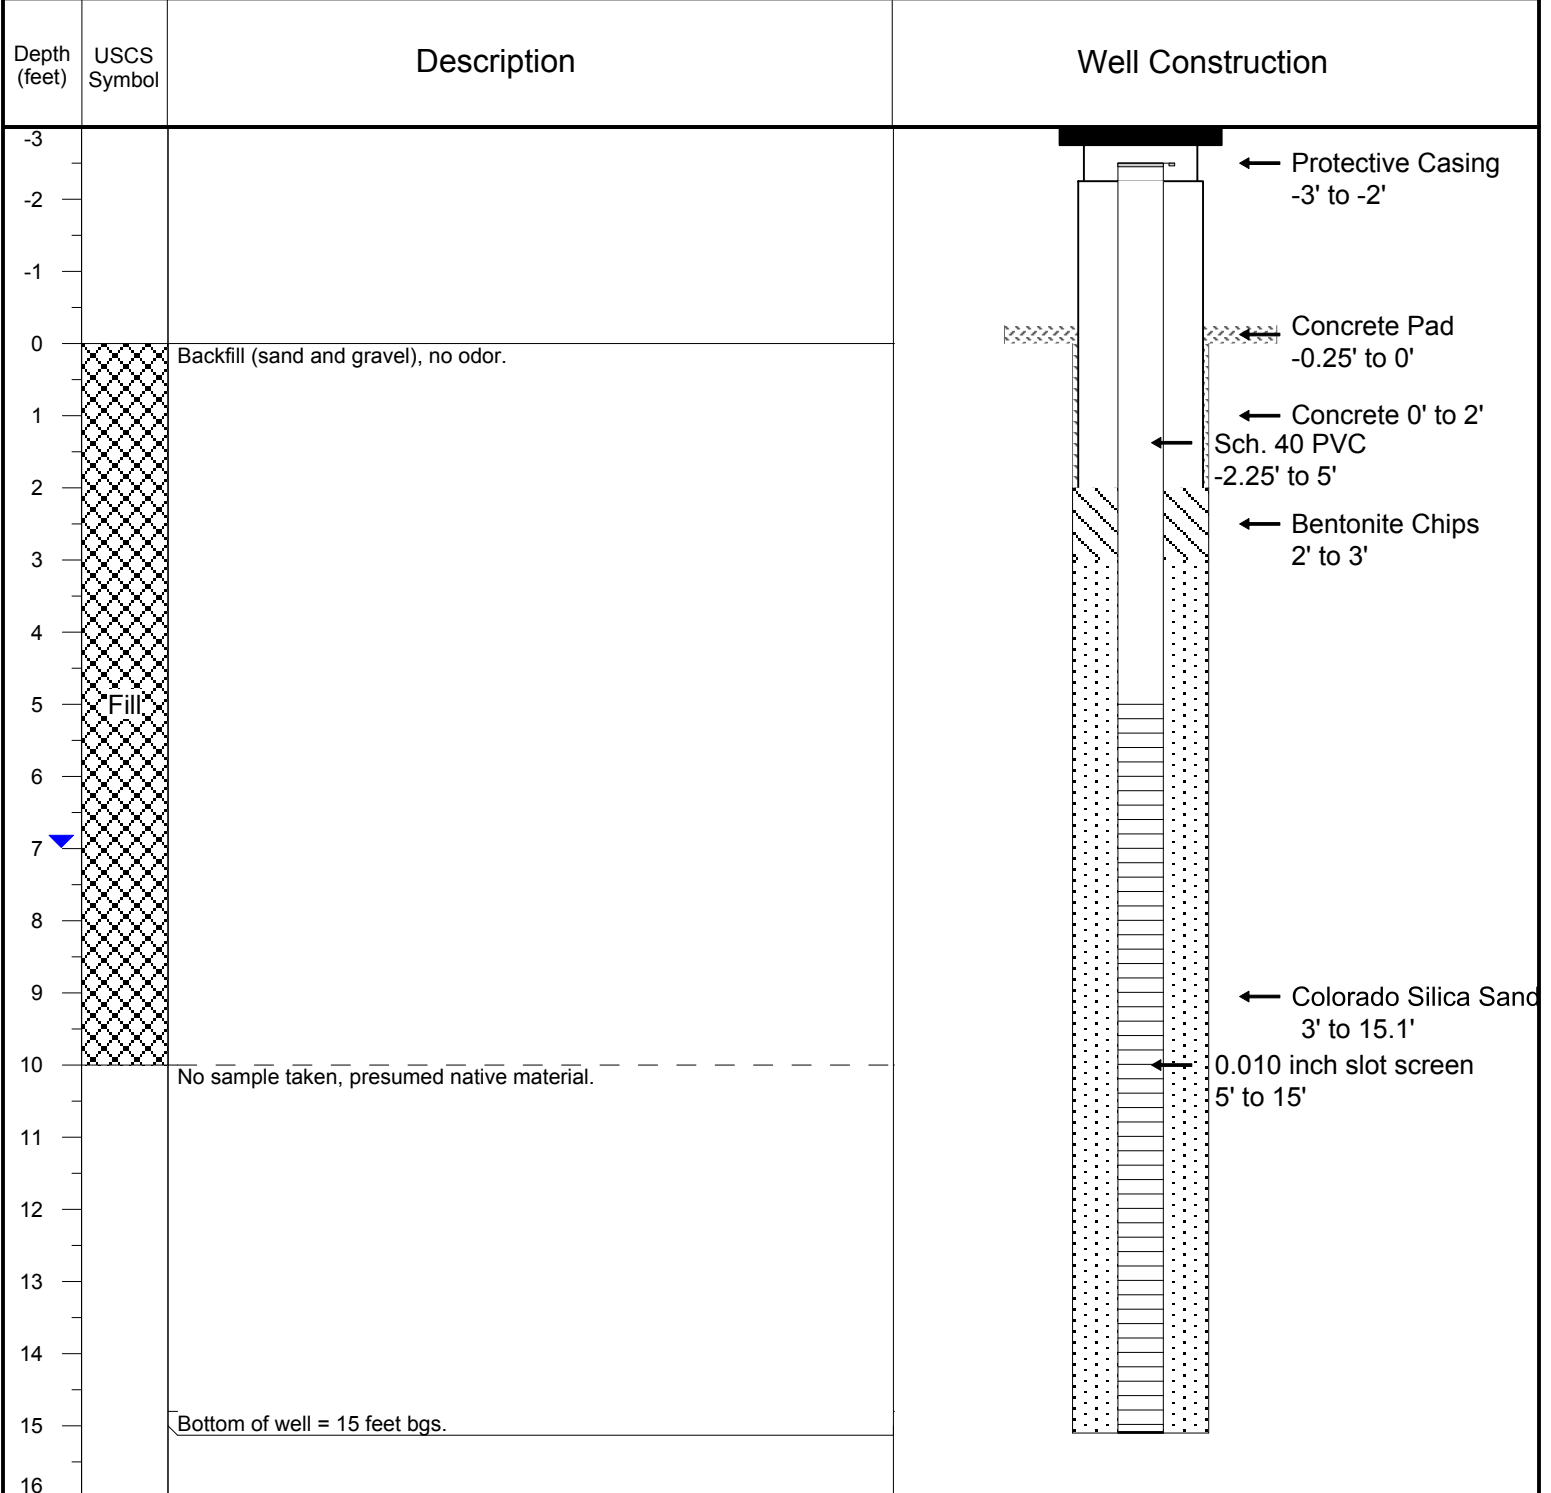 Depth
(feet)
USCS
Symbol
Description
Well Construction
-3
Protective Casing
-3' to -2'
-2
-1
Concrete Pad
-0.25' to 0'
0
Backfill (sand and gravel), no odor.
1
Concrete 0' to 2'
Sch. 40 PVC
-2.25' to 5'
2
Bentonite Chips
2' to 3'
3
4
5
Fill
6
7
8
9
Colorado Silica Sand
3' to 15.1'
10
No sample taken, presumed native material.
0.010 inch slot screen
5' to 15'
11
12
13
14
15
Bottom of well = 15 feet bgs.
16